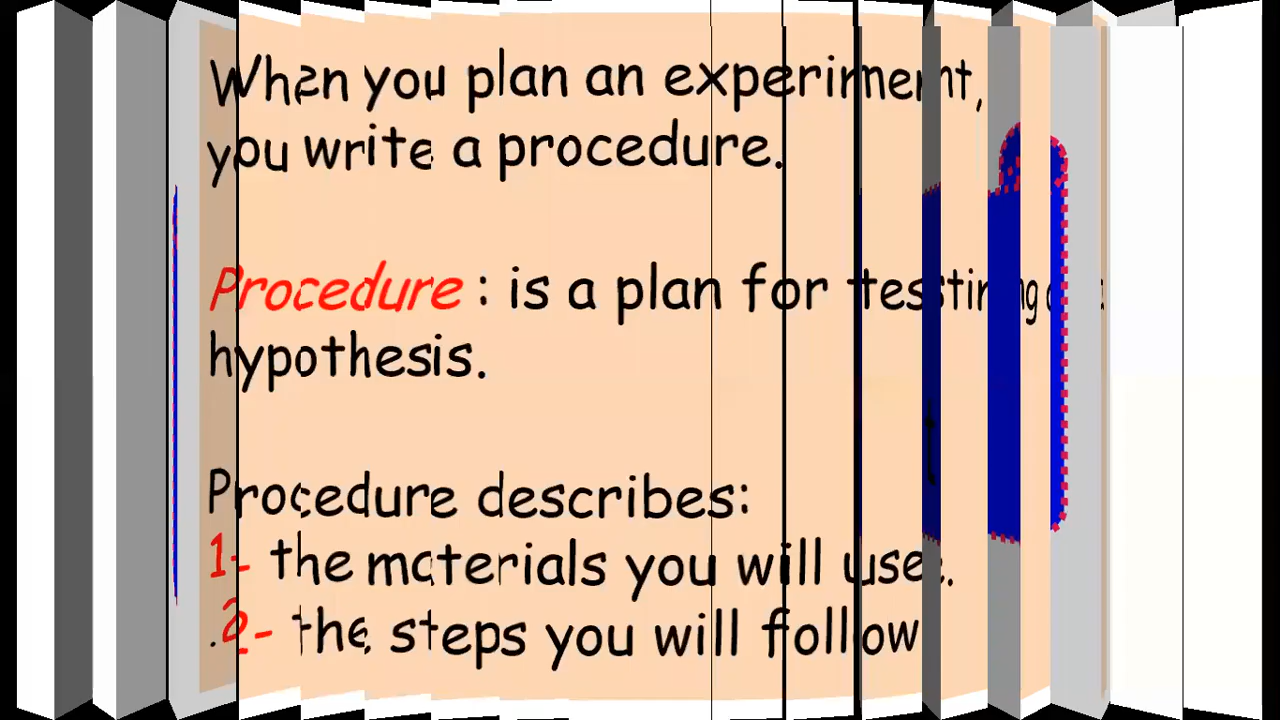 When you plan an experiment,
you write a procedure.
Procedure : is a plan for testing a
hypothesis.
Procedure describes:
1- the materials you will use.
.2- the steps you will follow